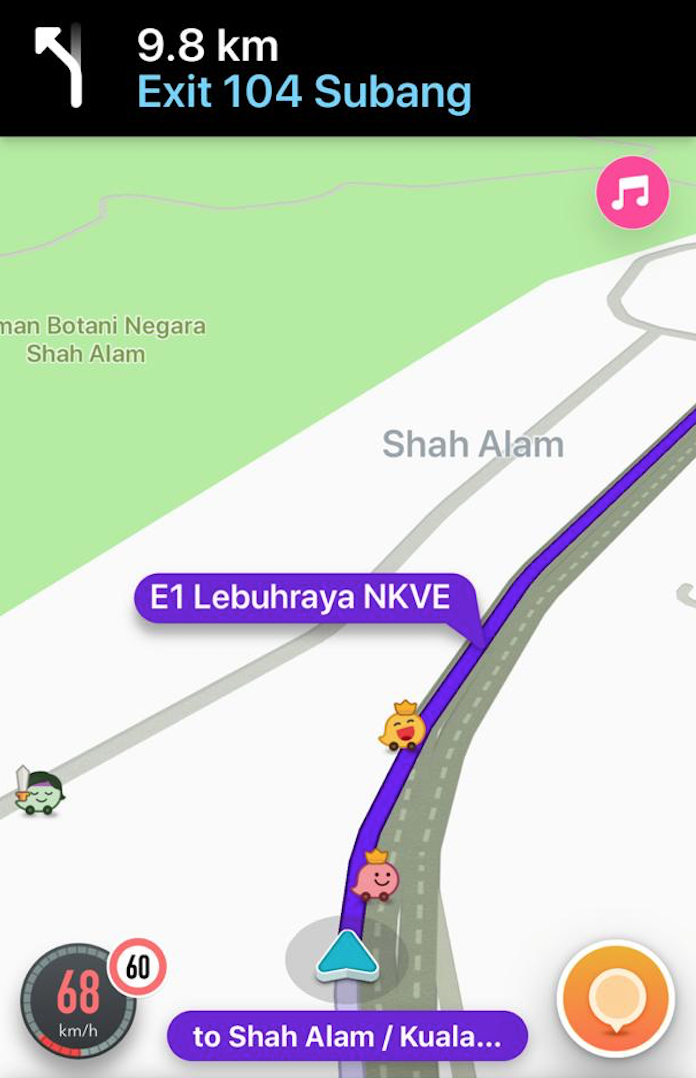 9.8 km
Exit 104 Subang
man Botani Negara
Shah Alam
Shah Alam
E1 Lebuhraya NKVE
60
68
km/h
to Shah Alam / Kuala...